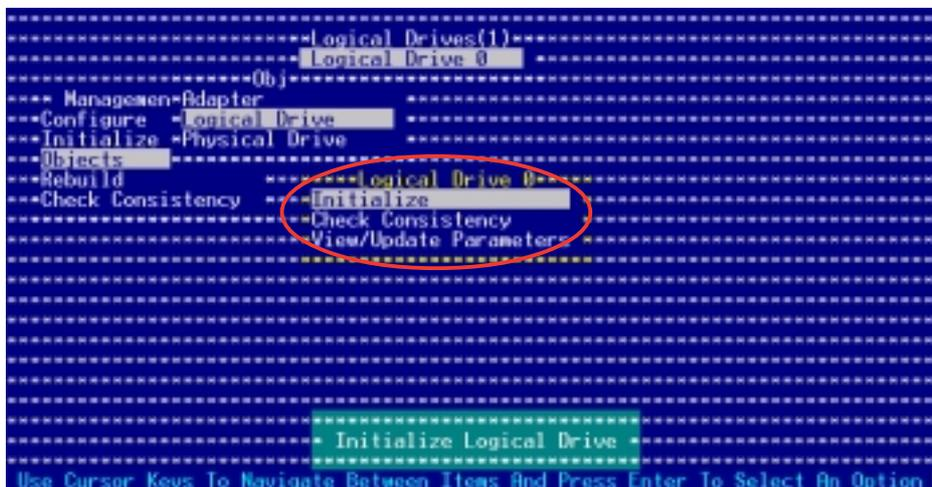 Logical Drives(1)
Logical Drive 0
Obj
Managemen
Adapter
Configure
Logical Drive
Initialize
Physical Drive
Objects
Rebuild
Logical Drive 0
Check Consistency
Initialize
Check Consistency
View/Update Parameters
Initialize Logical Drive
Use Cursor Keys To Navigate Between Items And Press Enter To Select An Option